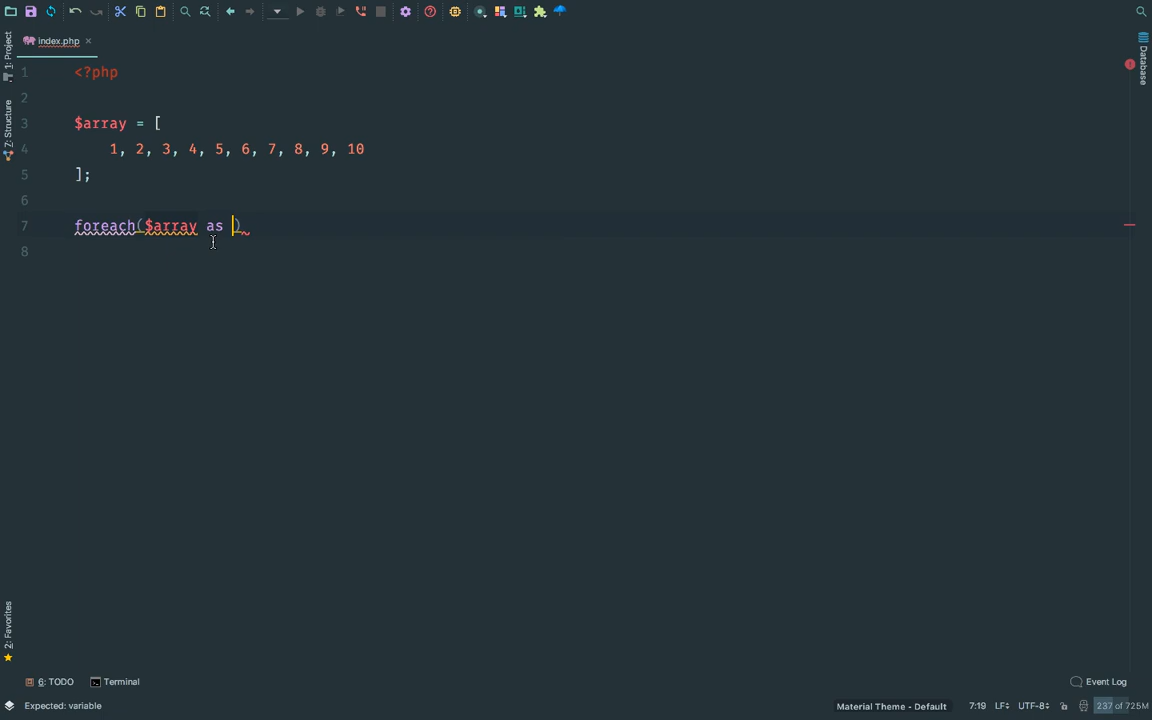 index.php
1: Project
Z: Structure
Database
1 <?php
2
3 $array = [
4 1, 2, 3, 4, 5, 6, 7, 8, 9, 10
5 ];
6
7 foreach($array as )
8
2: Favorites
6: TODO Terminal Event Log
Expected: variable Material Theme - Default 7:19 LF UTF-8 237 of 725M